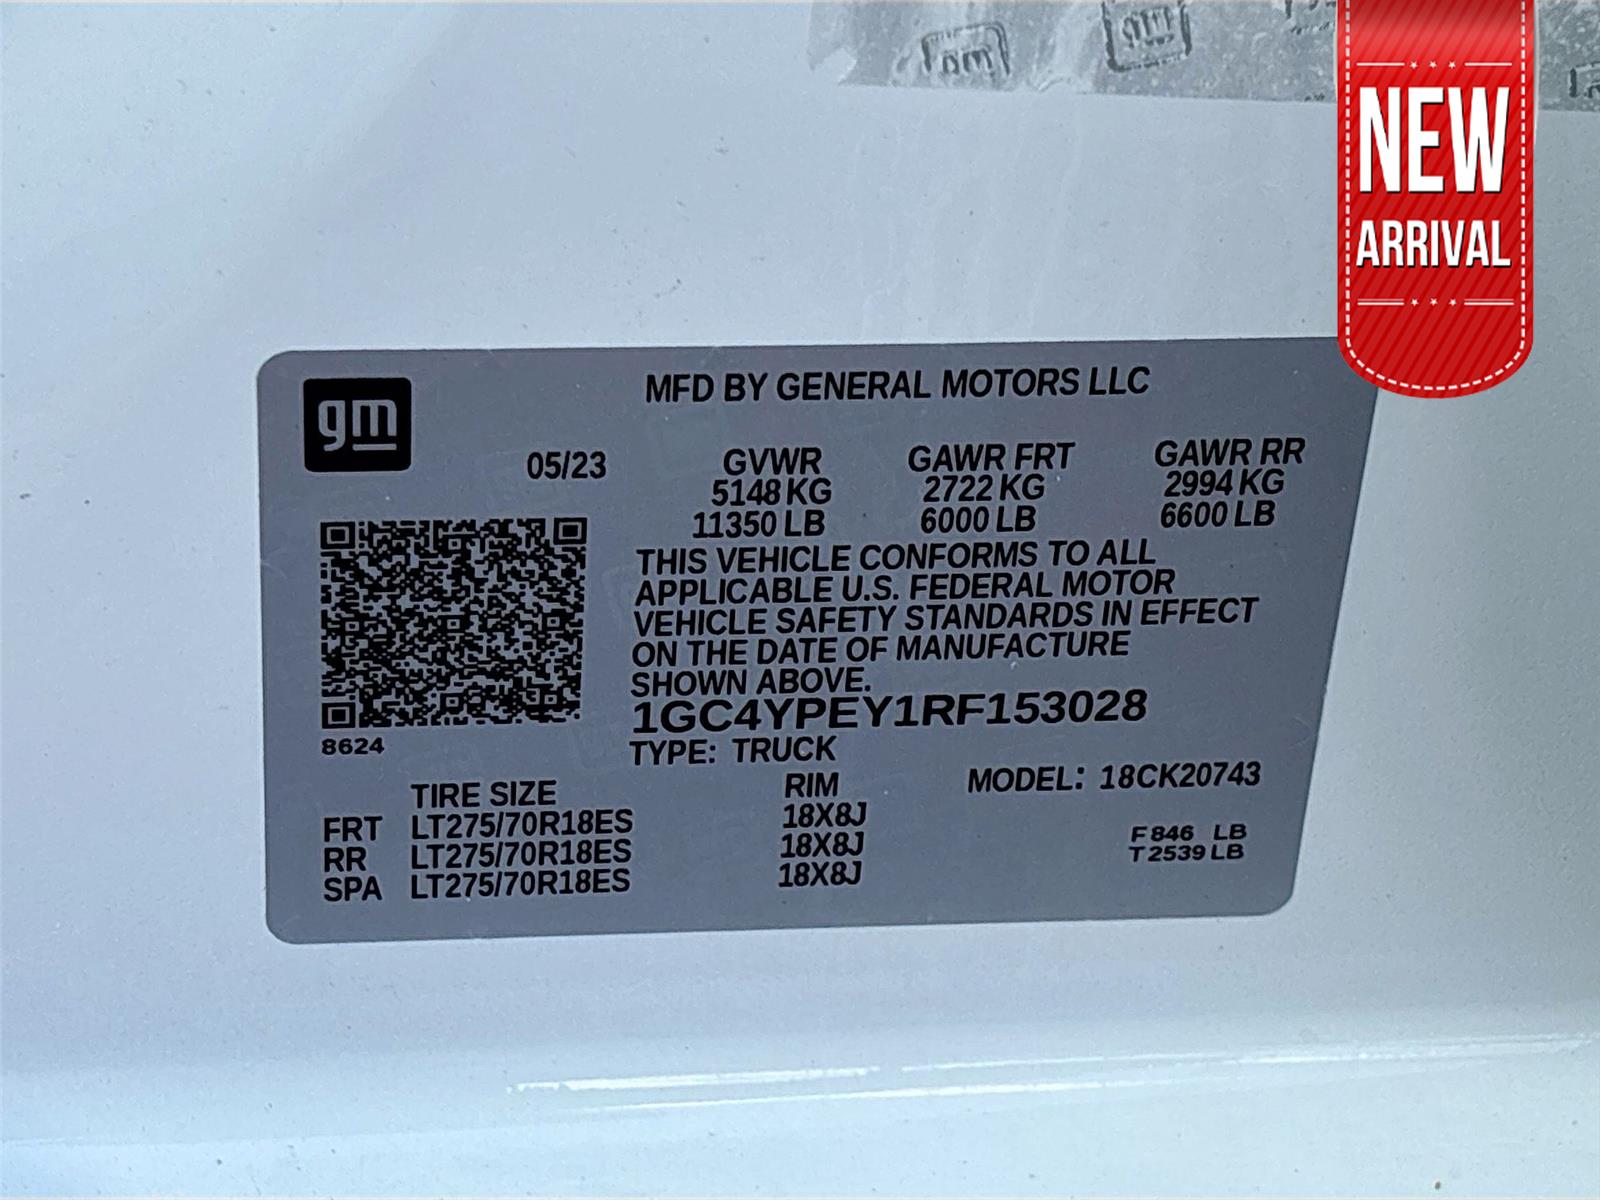 NEW
ARRIVAL
gm
MFD BY GENERAL MOTORS LLC
05/23 GVWR GAWR FRT GAWR RR
5148 KG 2722 KG 2994 KG
11350 LB 6000 LB 6600 LB
THIS VEHICLE CONFORMS TO ALL
APPLICABLE U.S. FEDERAL MOTOR
VEHICLE SAFETY STANDARDS IN EFFECT
ON THE DATE OF MANUFACTURE
SHOWN ABOVE.
1GC4YPEY1RF153028
8624
TYPE: TRUCK
MODEL: 18CK20743
TIRE SIZE RIM
FRT LT275/70R18ES 18X8J
RR LT275/70R18ES 18X8J
SPA LT275/70R18ES 18X8J
F 846 LB
T 2539 LB